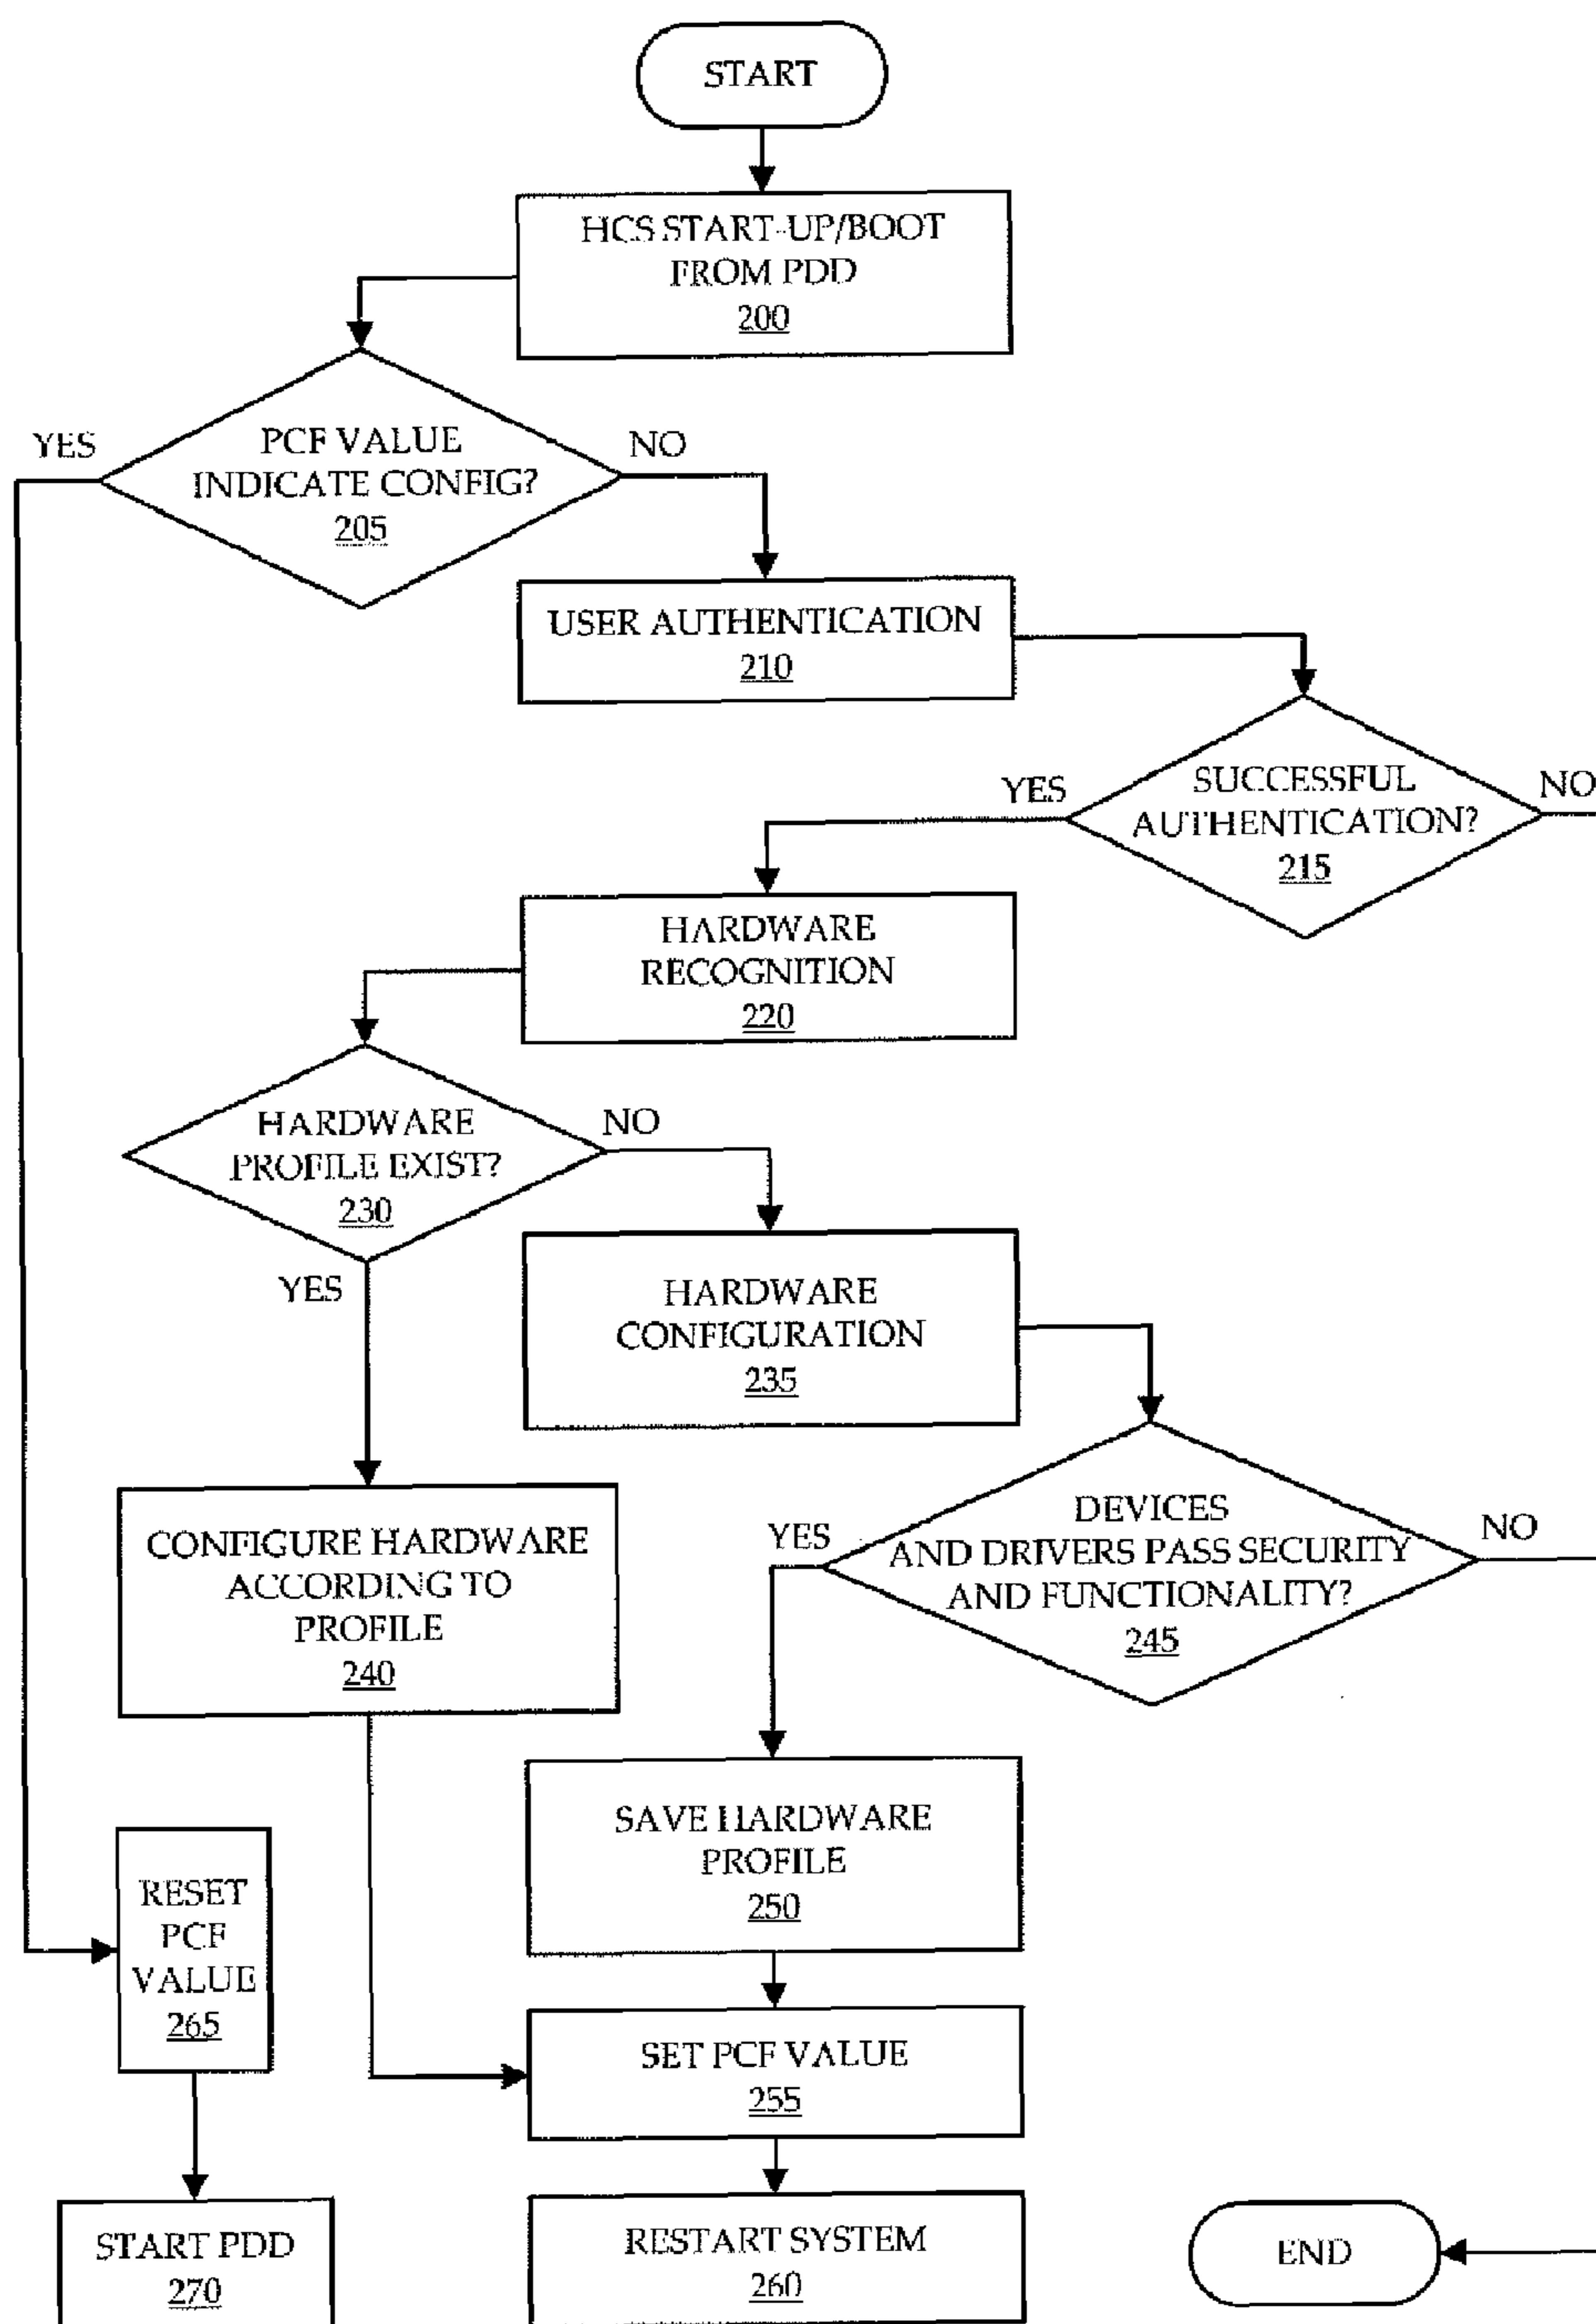 START
HCS START-UP/BOOT
FROM PDD
200
YES
PCF VALUE
INDICATE CONFIG?
205
NO
USER AUTHENTICATION
210
YES
SUCCESSFUL
AUTHENTICATION?
215
NO
HARDWARE
RECOGNITION
220
HARDWARE
PROFILE EXIST?
230
NO
YES
HARDWARE
CONFIGURATION
235
CONFIGURE HARDWARE
ACCORDING TO
PROFILE
240
YES
DEVICES
AND DRIVERS PASS SECURITY
AND FUNCTIONALITY?
245
NO
SAVE HARDWARE
PROFILE
250
RESET
PCF
VALUE
265
SET PCF VALUE
255
START PDD
270
RESTART SYSTEM
260
END